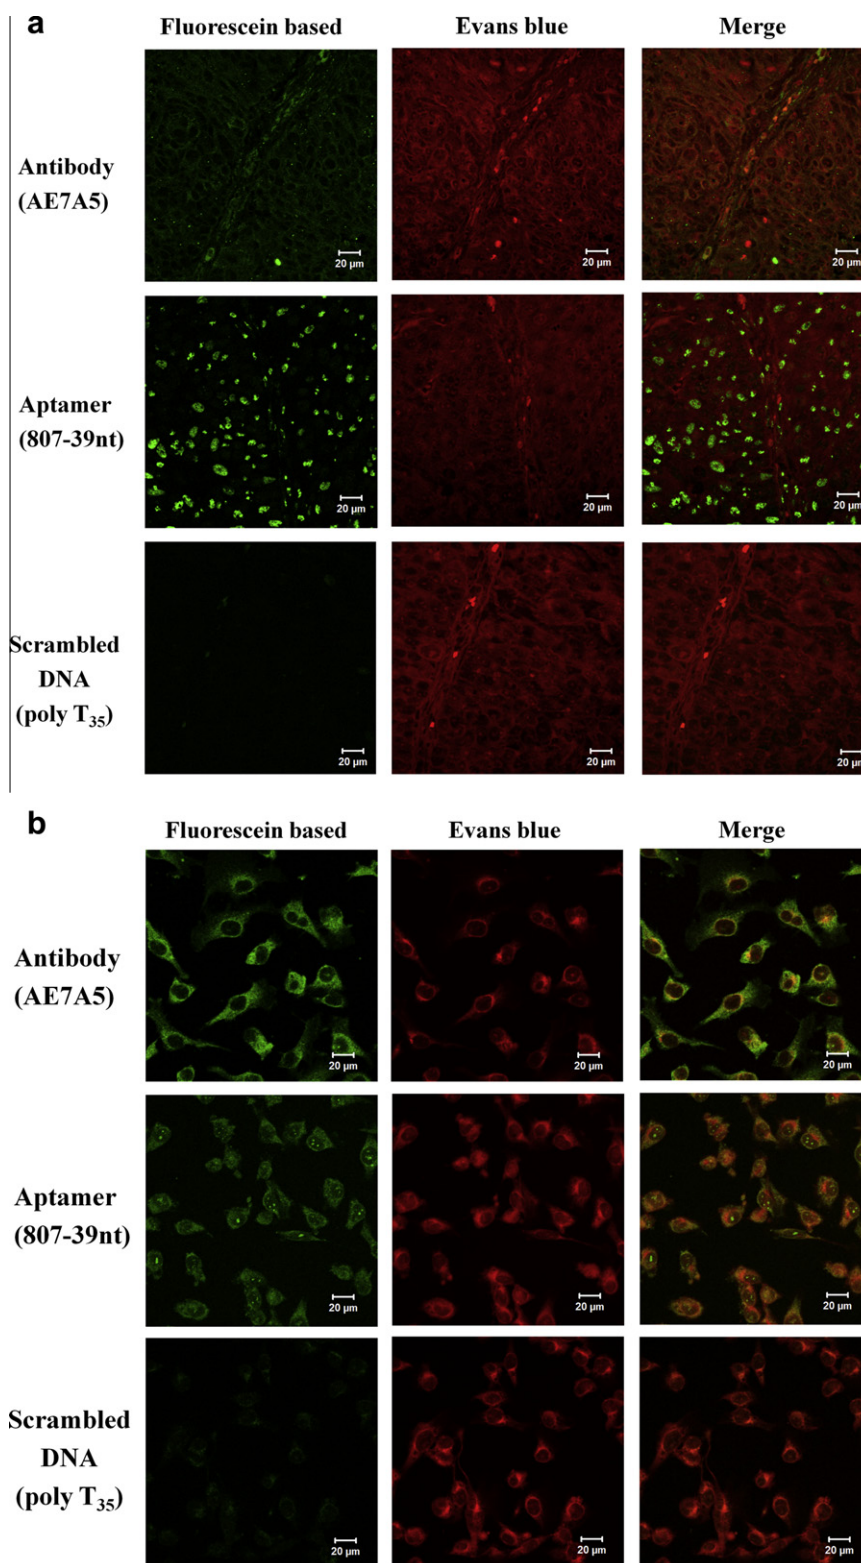 a
Fluorescein based Evans blue Merge
Antibody
(AE7A5)
20 µm 20 µm 20 µm
Aptamer
(807-39nt)
20 µm 20 µm 20 µm
Scrambled
DNA
(poly T35)
20 µm 20 µm 20 µm
b
Fluorescein based Evans blue Merge
Antibody
(AE7A5)
20 µm 20 µm 20 µm
Aptamer
(807-39nt)
20 µm 20 µm 20 µm
Scrambled
DNA
(poly T35)
20 µm 20 µm 20 µm